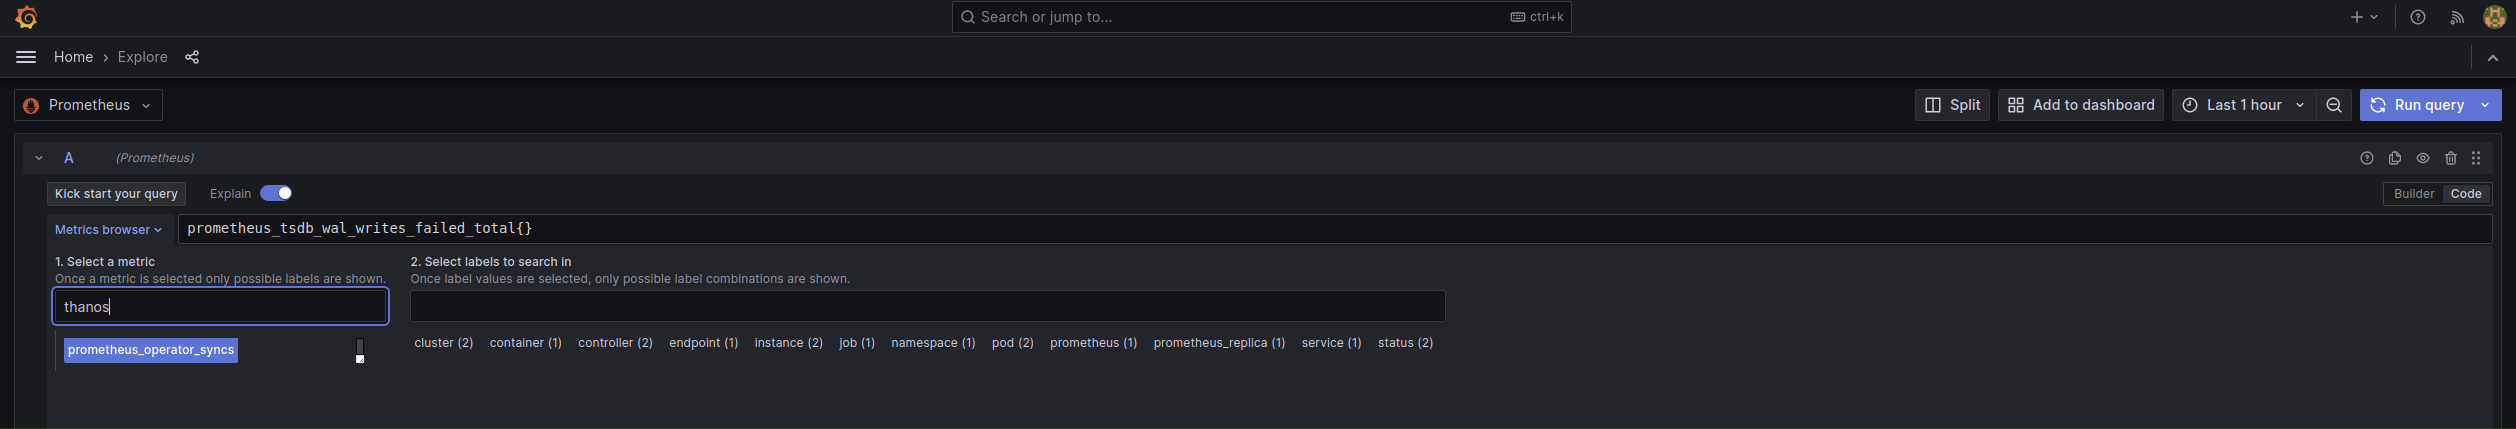 Search or jump to... ctrl+k
Home › Explore
Prometheus Split Add to dashboard Last 1 hour Run query
A (Prometheus)
Kick start your query Explain Builder Code
Metrics browser prometheus_tsdb_wal_writes_failed_total{}
1. Select a metric
Once a metric is selected only possible labels are shown.
thanos
prometheus_operator_syncs
2. Select labels to search in
Once label values are selected, only possible label combinations are shown.
cluster (2) container (1) controller (2) endpoint (1) instance (2) job (1) namespace (1) pod (2) prometheus (1) prometheus_replica (1) service (1) status (2)